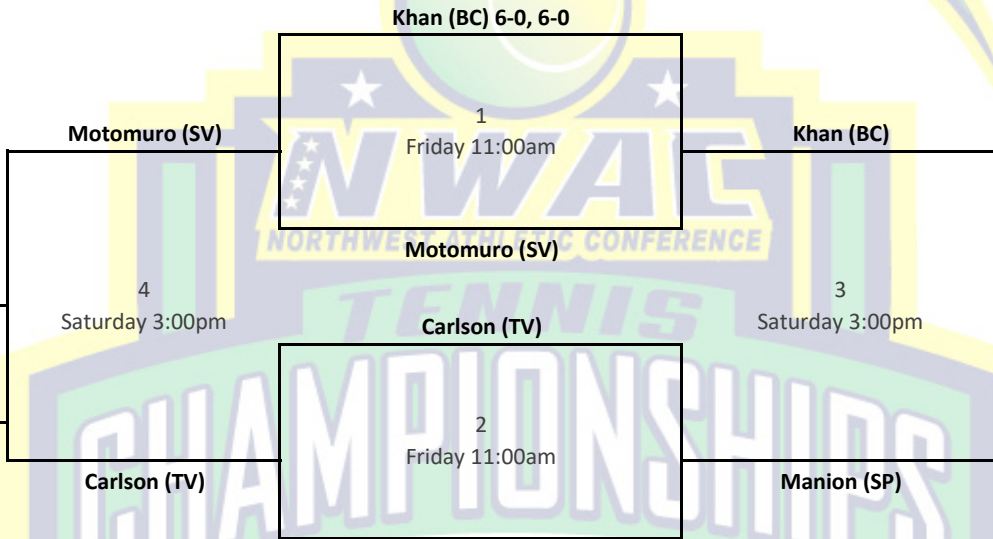 Khan (BC) 6-0, 6-0
1
Friday 11:00am
Motomuro (SV)
Khan (BC)
NWAC
NORTHWEST ATHLETIC CONFERENCE
Motomuro (SV)
4
Saturday 3:00pm
3
Saturday 3:00pm
TENNIS
Carlson (TV)
CHAMPIONSHIPS
2
Friday 11:00am
Carlson (TV)
Manion (SP)